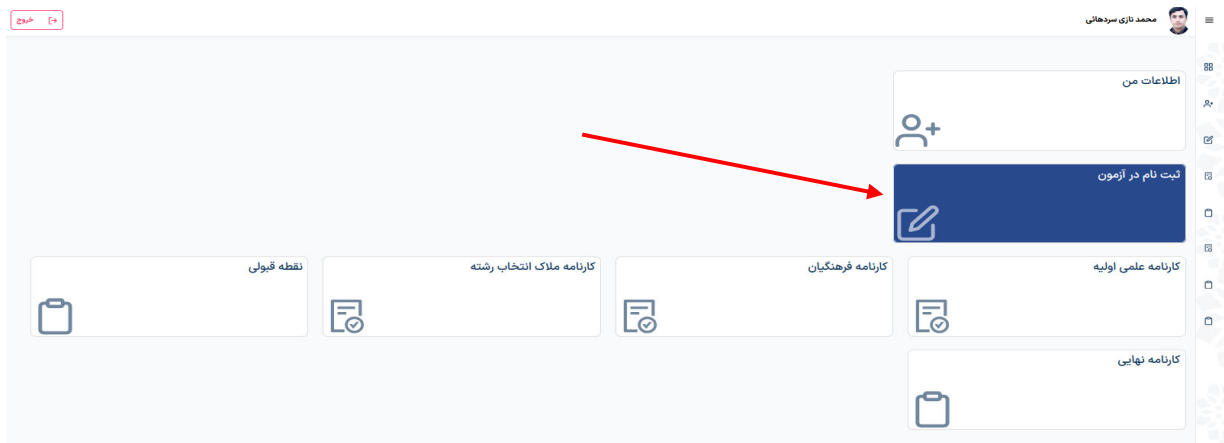 محمد نازی سردهائی
خروج
اطلاعات من
ثبت نام در آزمون
کارنامه علمی اولیه
کارنامه فرهنگیان
کارنامه ملاک انتخاب رشته
نقطه قبولی
کارنامه نهایی